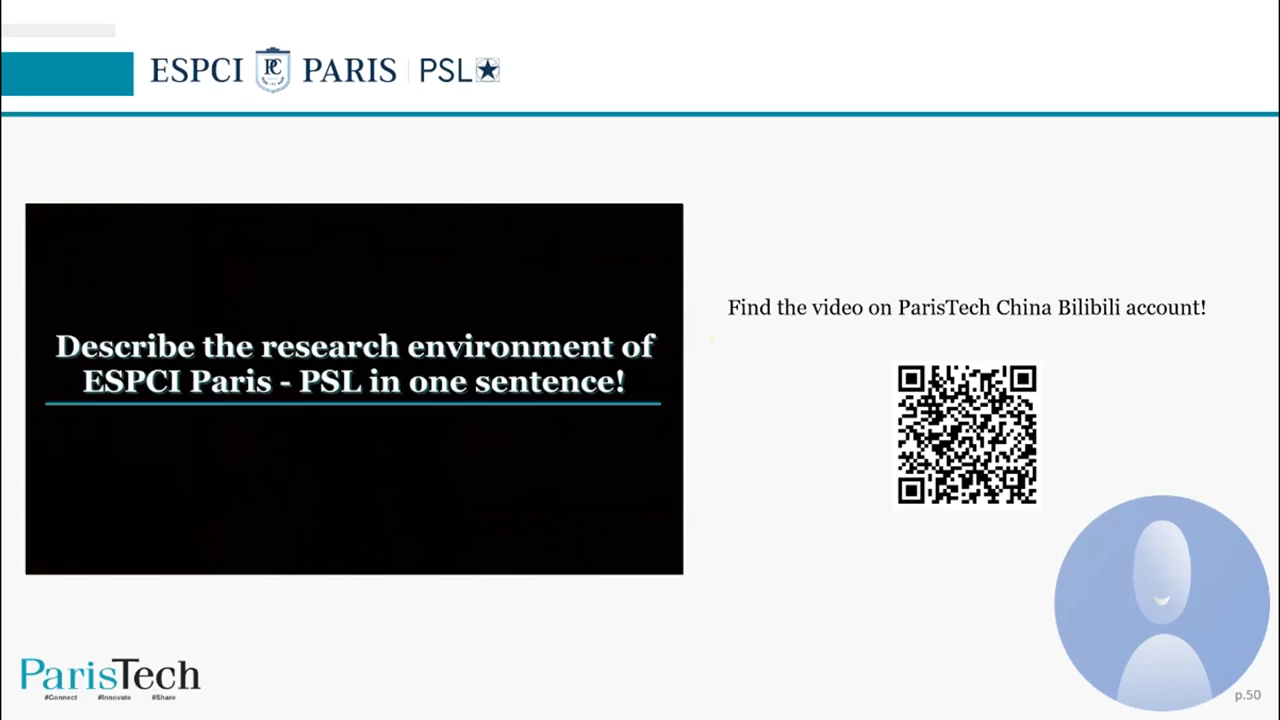 ESPCI PARIS PSL
Describe the research environment of
ESPCI Paris - PSL in one sentence!
Find the video on ParisTech China Bilibili account!
ParisTech
#Connect #Innovate #Share
p.50